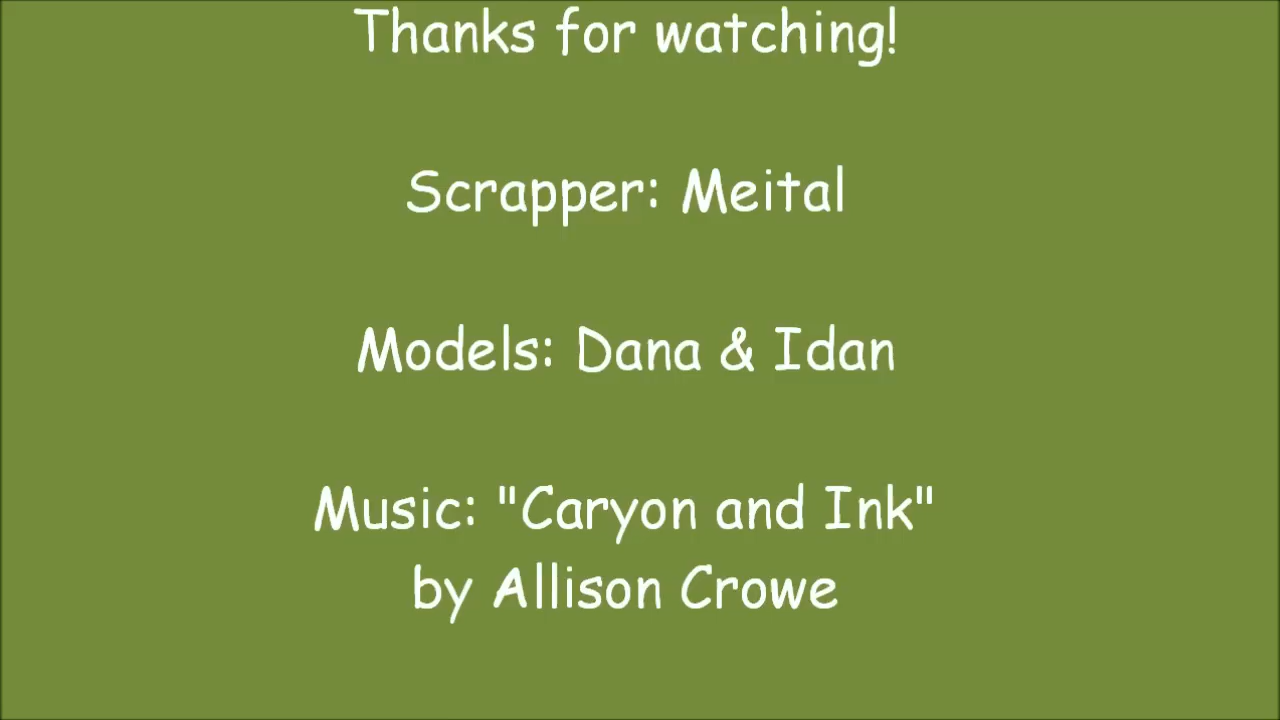 Thanks for watching!
Scrapper: Meital
Models: Dana & Idan
Music: "Caryon and Ink"
by Allison Crowe